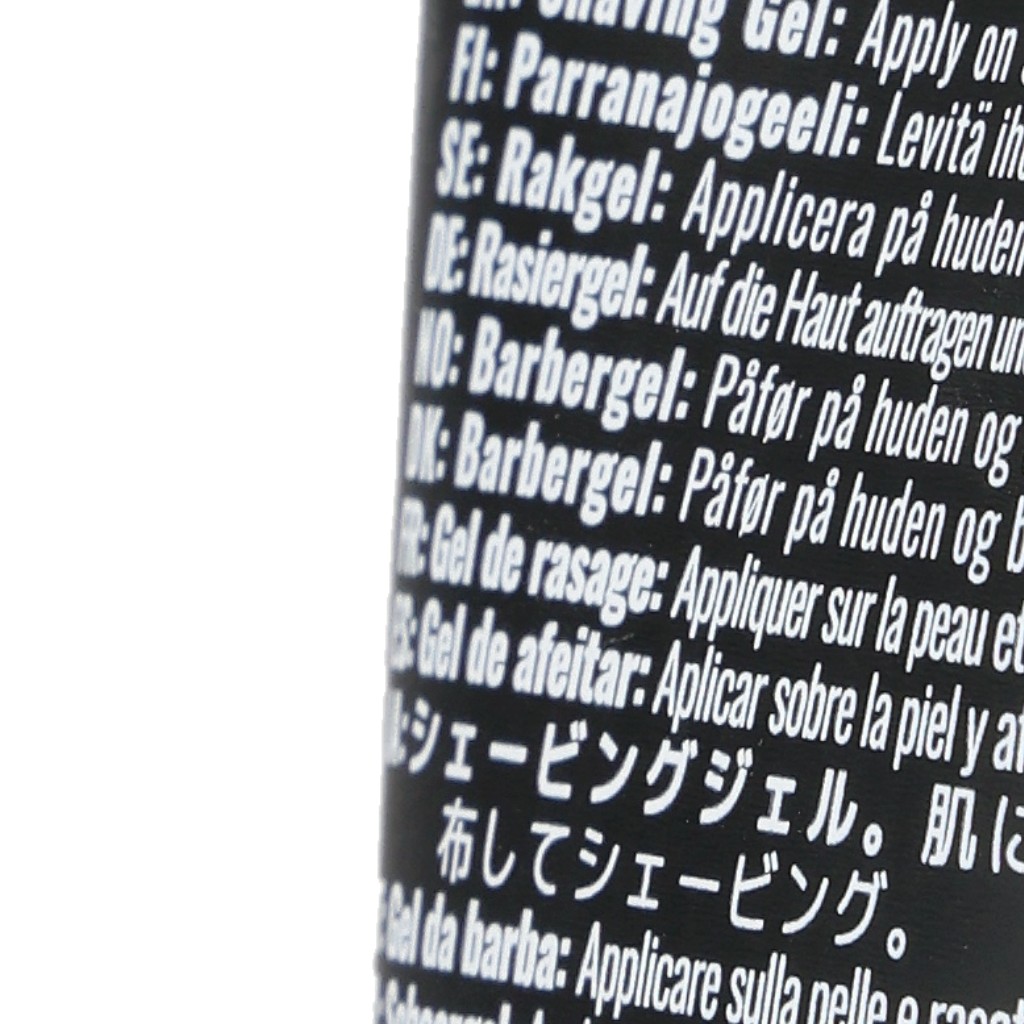 Shaving Gel: Apply on
FI: Parranajogeeli: Levitä
SE: Rakgel: Applicera på huden
DE: Rasiergel: Auf die Haut auftragen
NO: Barbergel: Påfør på huden og
DK: Barbergel: Påfør på huden og
FR: Gel de rasage: Appliquer sur la peau et
ES: Gel de afeitar: Aplicar sobre la piel y
シェービングジェル。肌に
布してシェービング。
Gel da barba: Applicare sulla pelle e